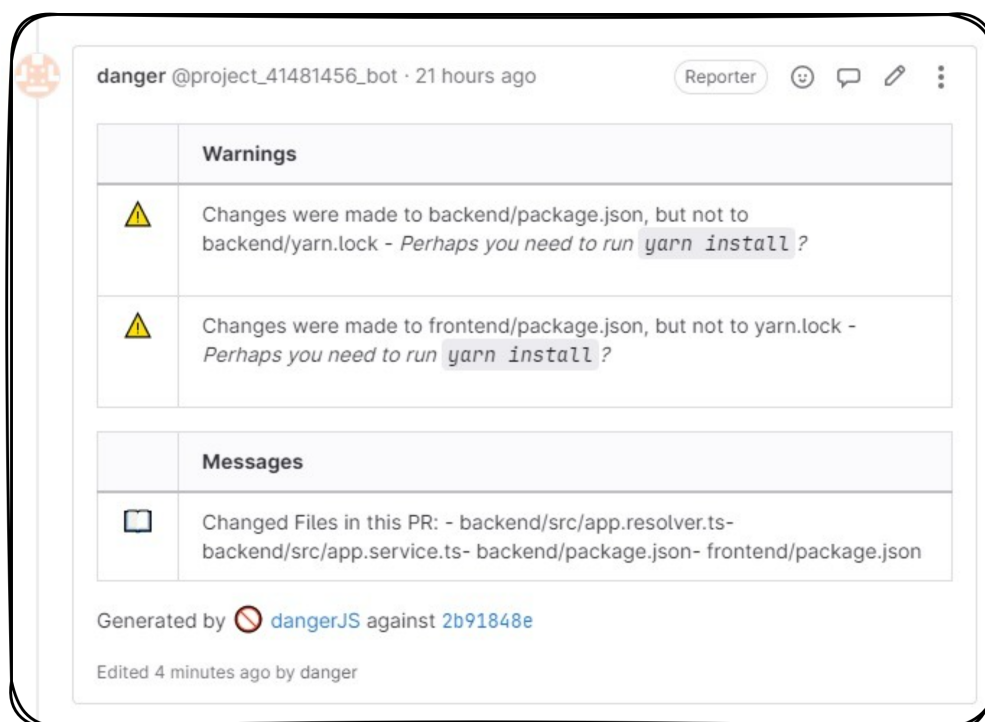 danger @project_41481456_bot · 21 hours ago
Reporter
Warnings
Changes were made to backend/package.json, but not to
backend/yarn.lock - Perhaps you need to run yarn install ?
Changes were made to frontend/package.json, but not to yarn.lock -
Perhaps you need to run yarn install ?
Messages
Changed Files in this PR: - backend/src/app.resolver.ts-
backend/src/app.service.ts- backend/package.json- frontend/package.json
Generated by 🚫 dangerJS against 2b91848e
Edited 4 minutes ago by danger